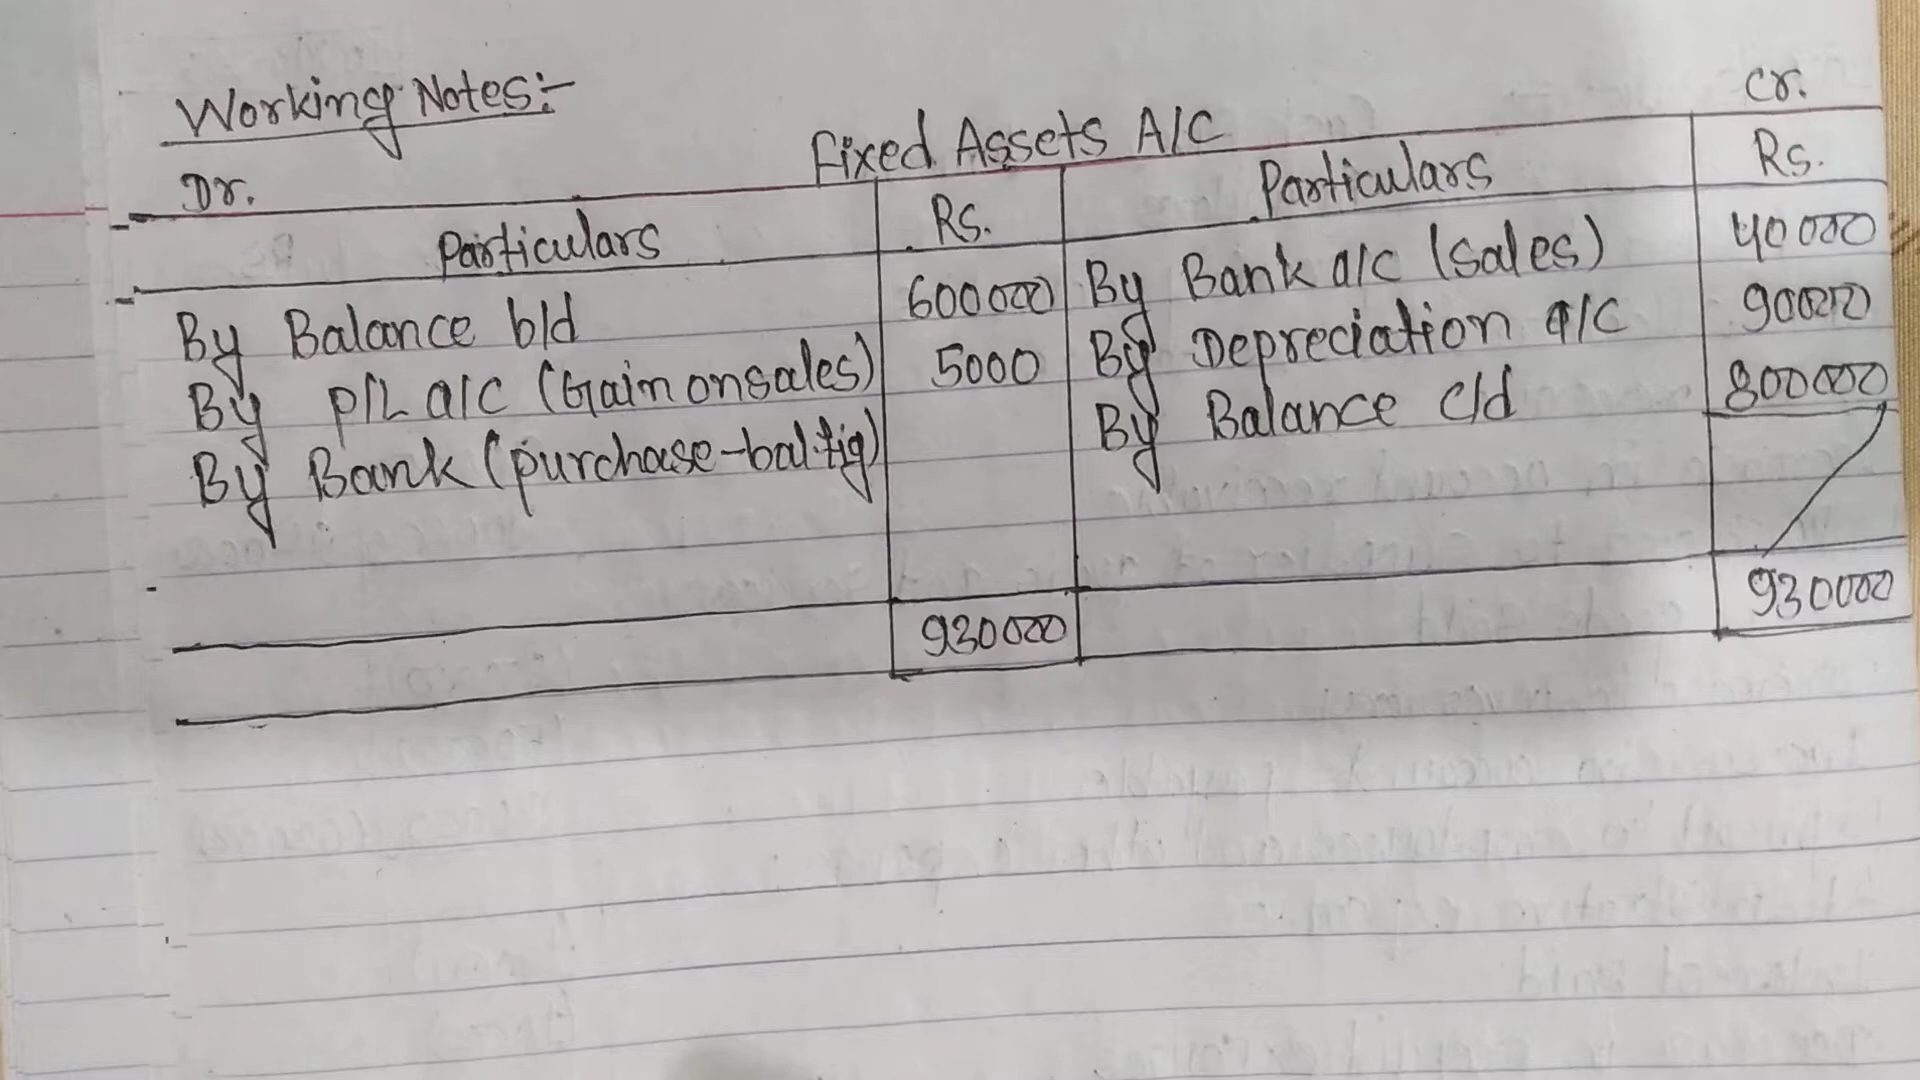 Working Notes:-
Dr. Fixed Assets A/C Cr.
Particulars Rs. Particulars Rs.
By Balance b/d 600000 By Bank a/c (sales) 40000
By P/L a/c (Gain on sales) 5000 By Depreciation a/c 90000
By Bank (purchase-bal.fig) By Balance c/d 800000
930000 930000